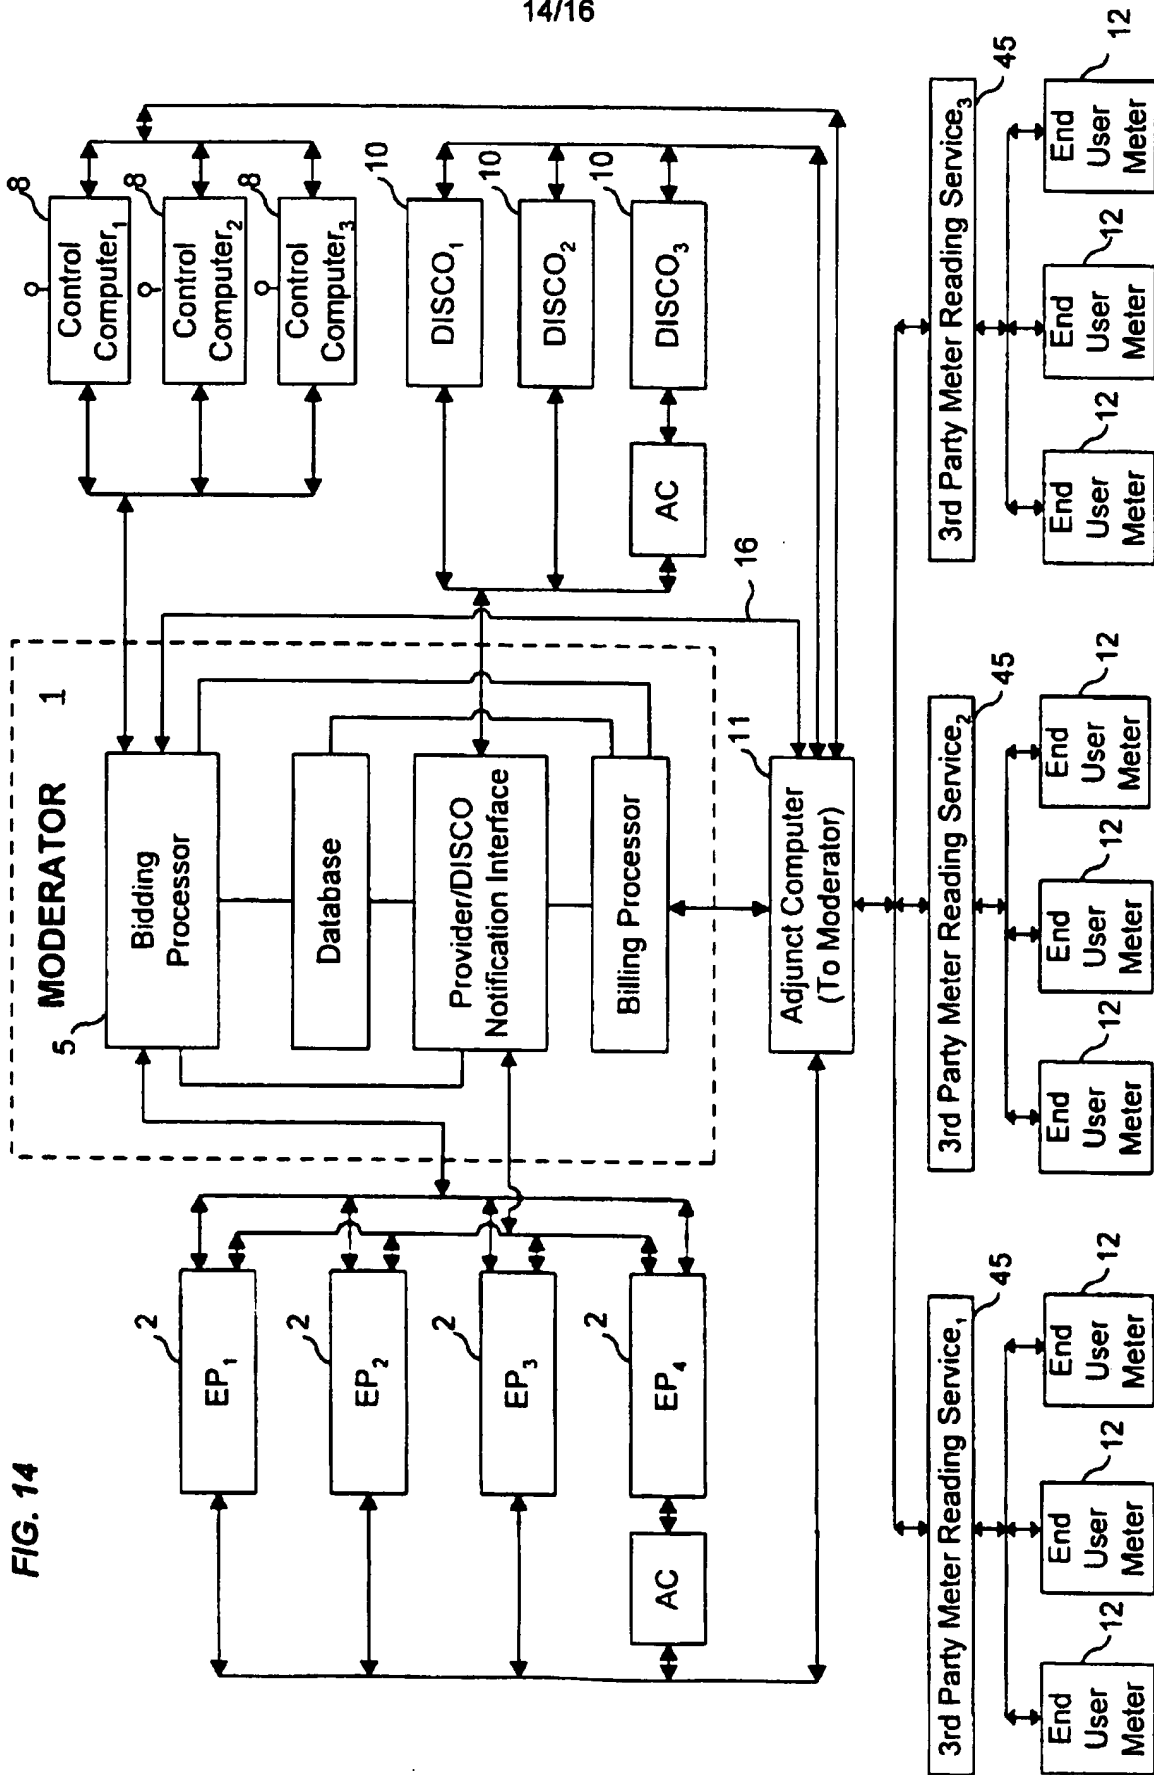 14/16
FIG. 14
MODERATOR 1
5
Bidding
Processor
Database
Provider/DISCO
Notification Interface
Billing Processor
2
EP1
2
EP2
2
EP3
2
EP4
AC
8
Control
Computer1
8
Control
Computer2
8
Control
Computer3
10
DISCO1
10
DISCO2
10
DISCO3
AC
16
11
Adjunct Computer
(To Moderator)
3rd Party Meter Reading Service1
45
3rd Party Meter Reading Service2
45
3rd Party Meter Reading Service3
45
12
End
User
Meter
12
End
User
Meter
12
End
User
Meter
12
End
User
Meter
12
End
User
Meter
12
End
User
Meter
12
End
User
Meter
12
End
User
Meter
12
End
User
Meter